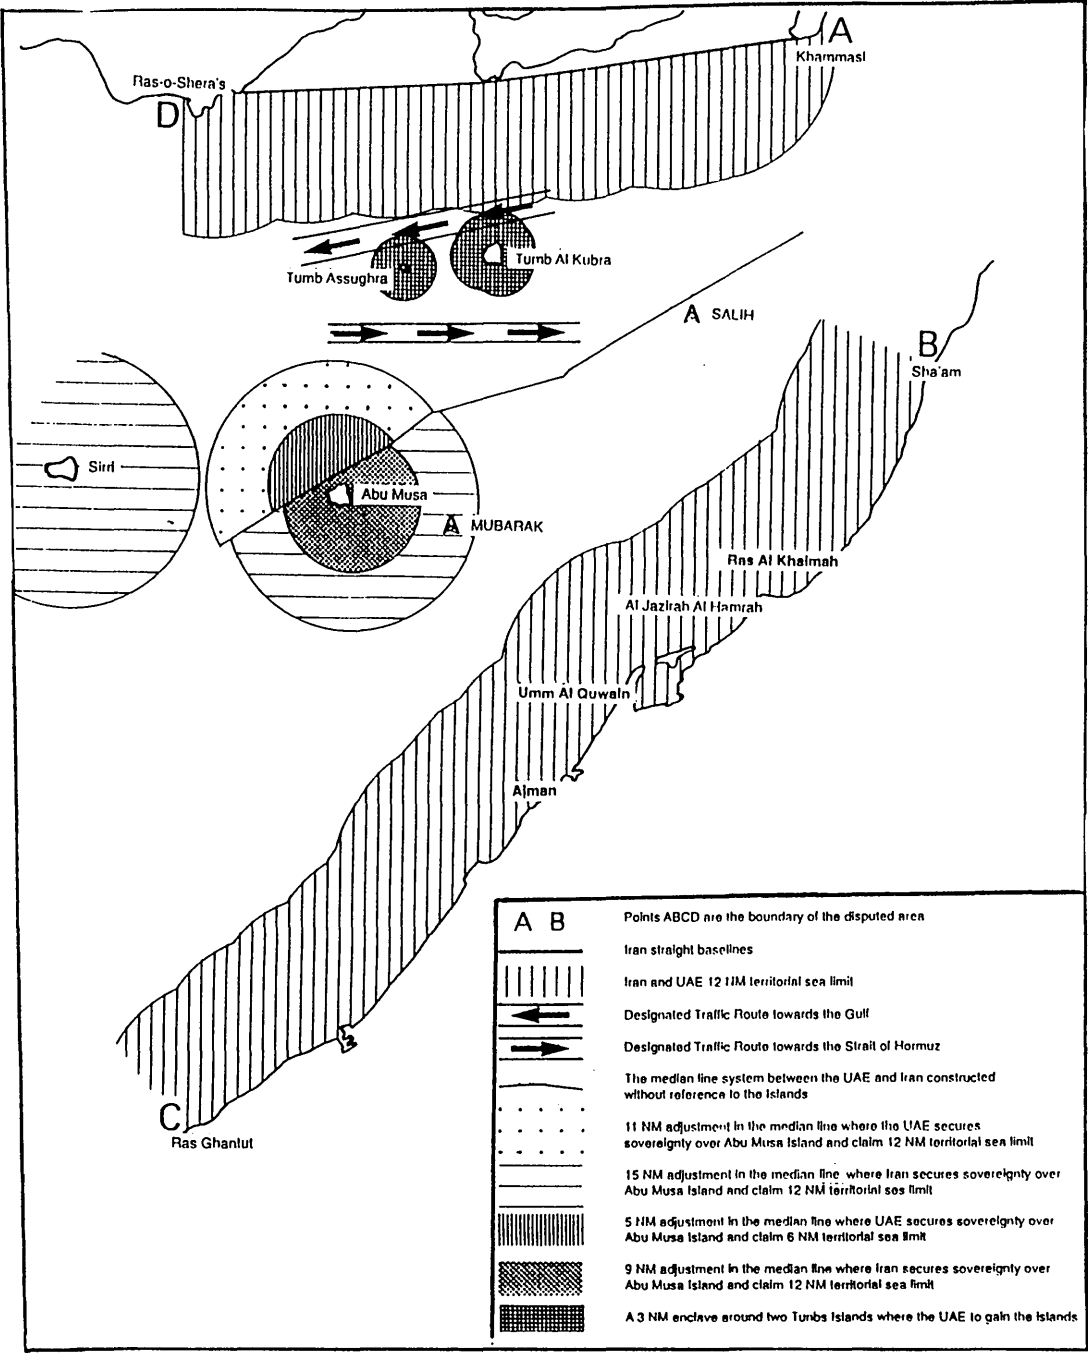 A
Khammasl
Ras-o-Shera's
D
Tumb Al Kubra
Tumb Assughra
SALIH
B
Sha'am
Sirri
Abu Musa
MUBARAK
Ras Al Khaimah
Al Jazirah Al Hamrah
Umm Al Quwain
Ajman
C
Ras Ghantut
A B
Points ABCD are the boundary of the disputed area
Iran straight baselines
Iran and UAE 12 NM territorial sea limit
Designated Traffic Route towards the Gulf
Designated Traffic Route towards the Strait of Hormuz
The median line system between the UAE and Iran constructed
without reference to the Islands
11 NM adjustment in the median line where the UAE secures
sovereignty over Abu Musa Island and claim 12 NM territorial sea limit
15 NM adjustment in the median line where Iran secures sovereignty over
Abu Musa Island and claim 12 NM territorial sea limit
5 NM adjustment in the median line where UAE secures sovereignty over
Abu Musa Island and claim 6 NM territorial sea limit
9 NM adjustment in the median line where Iran secures sovereignty over
Abu Musa Island and claim 12 NM territorial sea limit
A 3 NM enclave around two Tunbs Islands where the UAE to gain the Islands